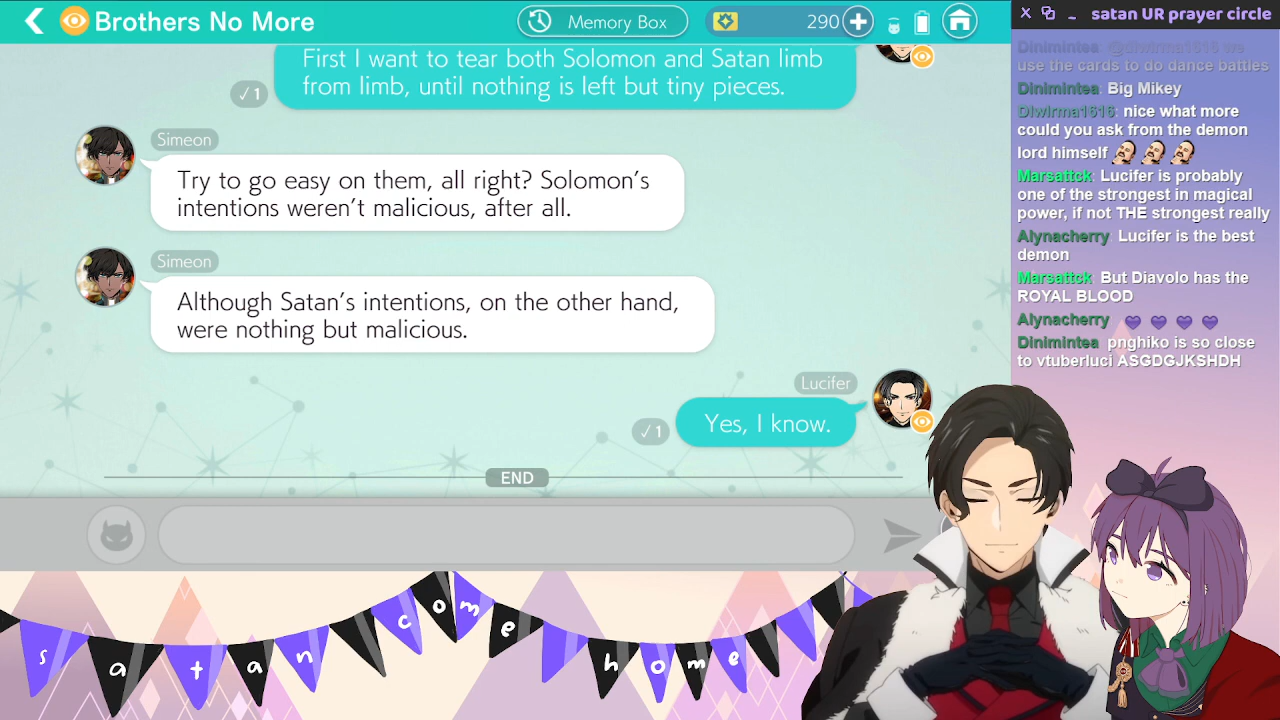 Brothers No More
Memory Box
290
First I want to tear both Solomon and Satan limb
from limb, until nothing is left but tiny pieces.
✓1
Simeon
Try to go easy on them, all right? Solomon's
intentions weren't malicious, after all.
Simeon
Although Satan's intentions, on the other hand,
were nothing but malicious.
Lucifer
Yes, I know.
✓1
END
satan come home
satan UR prayer circle
Dinimintea: @diwirma1616 we
use the cards to do dance battles
Dinimintea: Big Mikey
Diwirma1616: nice what more
could you ask from the demon
lord himself
Marsattck: Lucifer is probably
one of the strongest in magical
power, if not THE strongest really
Alynacherry: Lucifer is the best
demon
Marsattck: But Diavolo has the
ROYAL BLOOD
Alynacherry: 💜 💜 💜 💜
Dinimintea: pnghiko is so close
to vtuberluci ASGDGJKSHDH